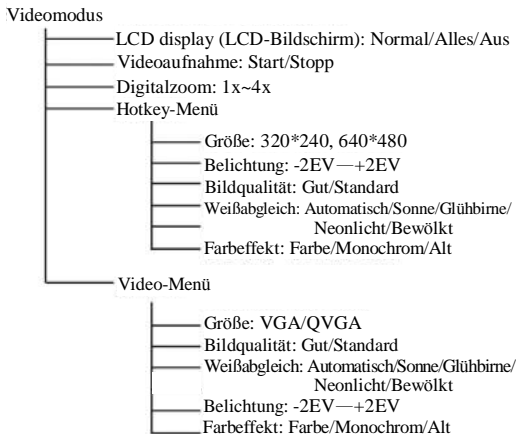 Videomodus
LCD display (LCD-Bildschirm): Normal/Alles/Aus
Videoaufnahme: Start/Stopp
Digitalzoom: 1x~4x
Hotkey-Menü
Größe: 320*240, 640*480
Belichtung: -2EV—+2EV
Bildqualität: Gut/Standard
Weißabgleich: Automatisch/Sonne/Glühbirne/
Neonlicht/Bewölkt
Farbeffekt: Farbe/Monochrom/Alt
Video-Menü
Größe: VGA/QVGA
Bildqualität: Gut/Standard
Weißabgleich: Automatisch/Sonne/Glühbirne/
Neonlicht/Bewölkt
Belichtung: -2EV—+2EV
Farbeffekt: Farbe/Monochrom/Alt